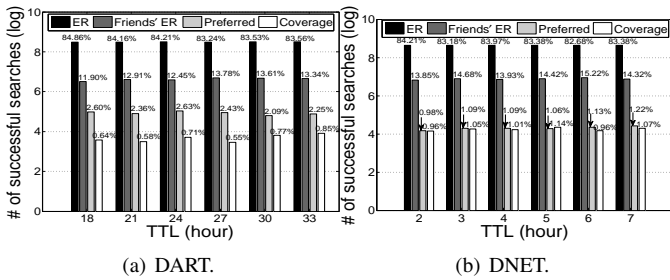 # of successful searches (log)
10
8
6
4
2
0
ER Friends' ER Preferred Coverage
84.86% 84.16% 84.21% 83.24% 83.53% 83.56%
11.90% 12.91% 12.45% 13.78% 13.61% 13.34%
2.60% 2.36% 2.63% 2.43% 2.09% 2.25%
0.64% 0.58% 0.71% 0.55% 0.77% 0.85%
18 21 24 27 30 33
TTL (hour)
(a) DART.
# of successful searches (log)
10
8
6
4
2
0
ER Friends' ER Preferred Coverage
84.21% 83.18% 83.97% 83.38% 82.68% 83.38%
13.85% 14.68% 13.93% 14.42% 15.22% 14.32%
0.98% 1.09% 1.09% 1.06% 1.13% 1.22%
0.96% 1.05% 1.01% 1.14% 0.96% 1.07%
2 3 4 5 6 7
TTL (hour)
(b) DNET.